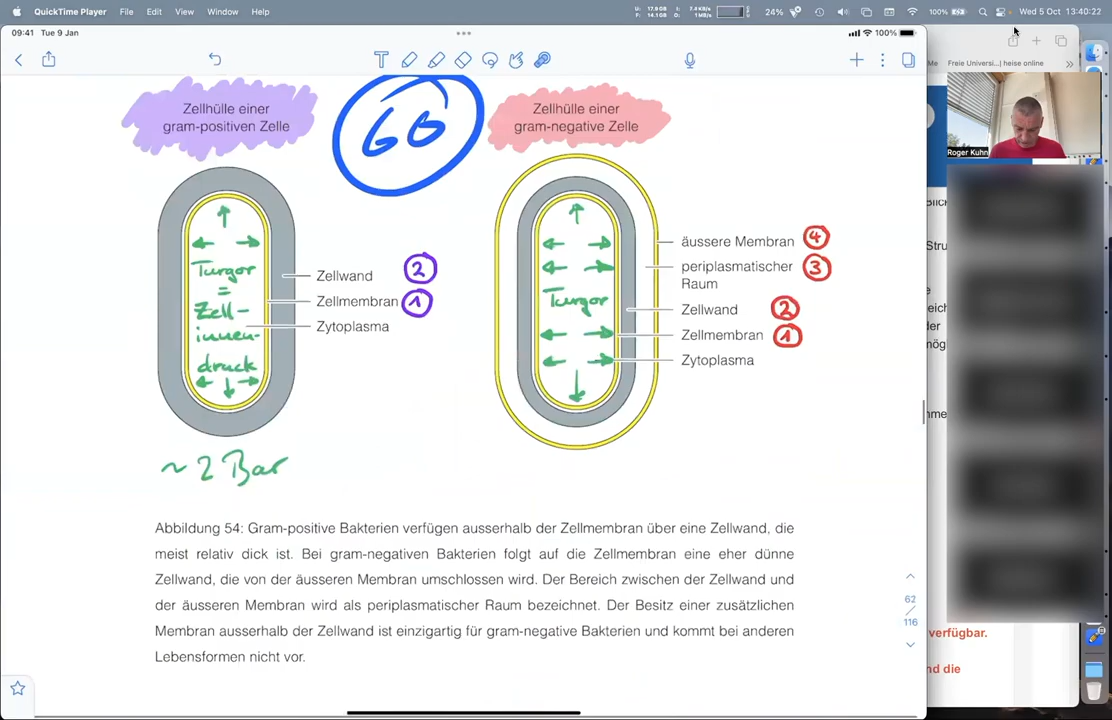 QuickTime Player File Edit View Window Help
24% 100% Wed 5 Oct 13:40:22
09:41 Tue 9 Jan
100%
Me Freie Universi...| heise online
Roger Kuhn
Zellhülle einer
gram-positiven Zelle
60
Zellhülle einer
gram-negative Zelle
Turgor
=
Zell-
innen-
druck
~ 2 Bar
Zellwand 2
Zellmembran 1
Zytoplasma
Turgor
äussere Membran 4
periplasmatischer 3
Raum
Zellwand 2
Zellmembran 1
Zytoplasma
Abbildung 54: Gram-positive Bakterien verfügen ausserhalb der Zellmembran über eine Zellwand, die
meist relativ dick ist. Bei gram-negativen Bakterien folgt auf die Zellmembran eine eher dünne
Zellwand, die von der äusseren Membran umschlossen wird. Der Bereich zwischen der Zellwand und
der äusseren Membran wird als periplasmatischer Raum bezeichnet. Der Besitz einer zusätzlichen
Membran ausserhalb der Zellwand ist einzigartig für gram-negative Bakterien und kommt bei anderen
Lebensformen nicht vor.
62
/
116
verfügbar.
nd die